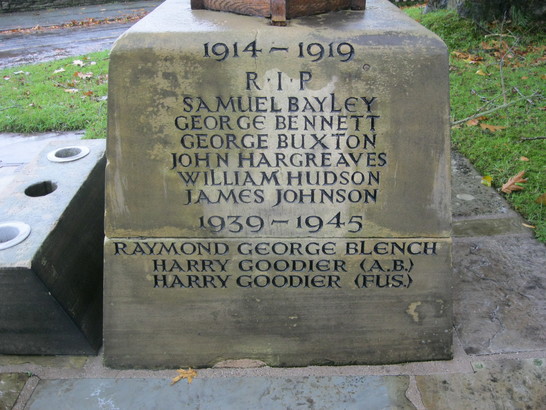 1914 – 1919
R · I · P
SAMUEL BAYLEY
GEORGE BENNETT
GEORGE BUXTON
JOHN HARGREAVES
WILLIAM HUDSON
JAMES JOHNSON
1939 – 1945
RAYMOND GEORGE BLENCH
HARRY GOODIER (A.B.)
HARRY GOODIER (FUS.)